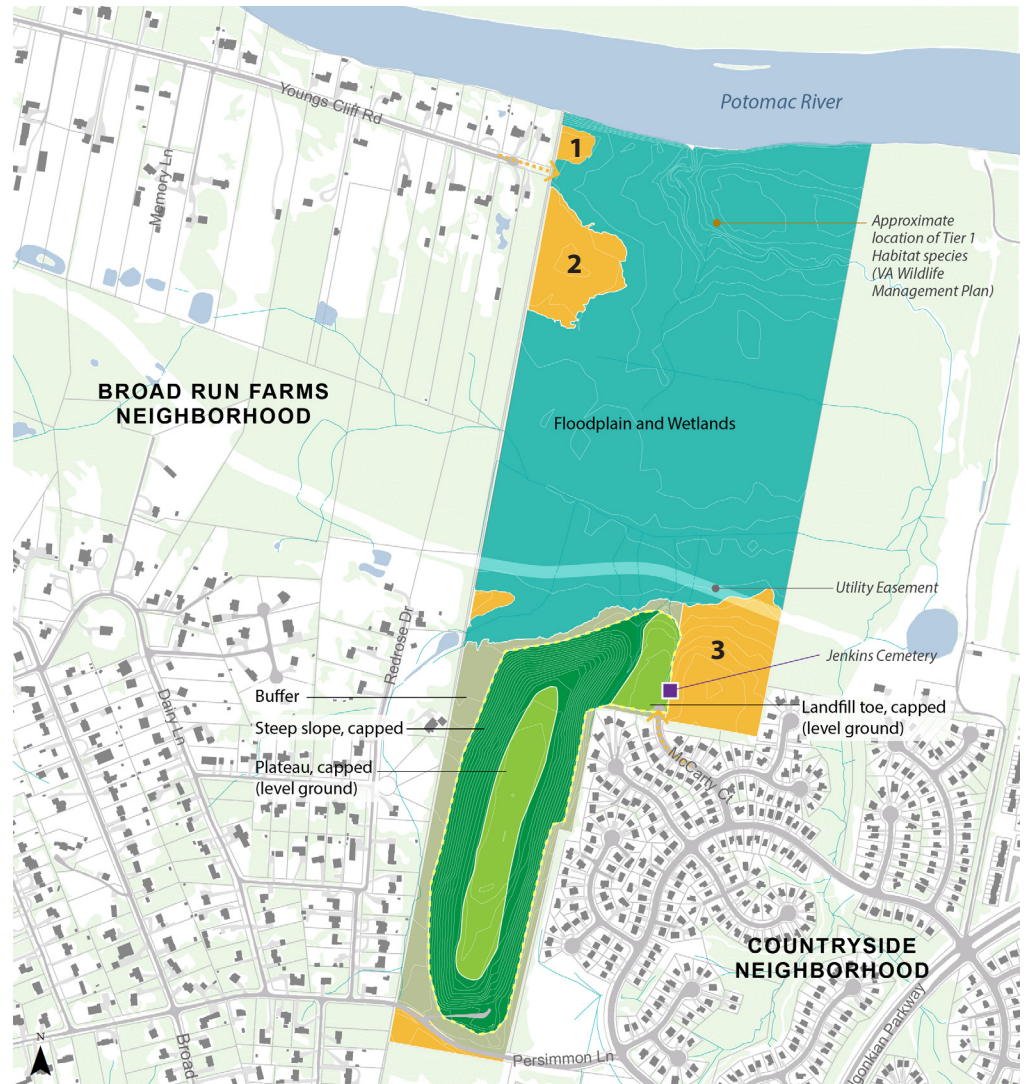 Potomac River
Youngs Cliff Rd
1
Memory Ln
Approximate
location of Tier 1
Habitat species
(VA Wildlife
Management Plan)
2
BROAD RUN FARMS
NEIGHBORHOOD
Floodplain and Wetlands
Utility Easement
Redrose Dr
3
Jenkins Cemetery
Dairy Ln
Buffer
Landfill toe, capped
(level ground)
Steep slope, capped
McCarty Ct
Plateau, capped
(level ground)
COUNTRYSIDE
NEIGHBORHOOD
gonkian Parkway
N
Broad
Persimmon Ln